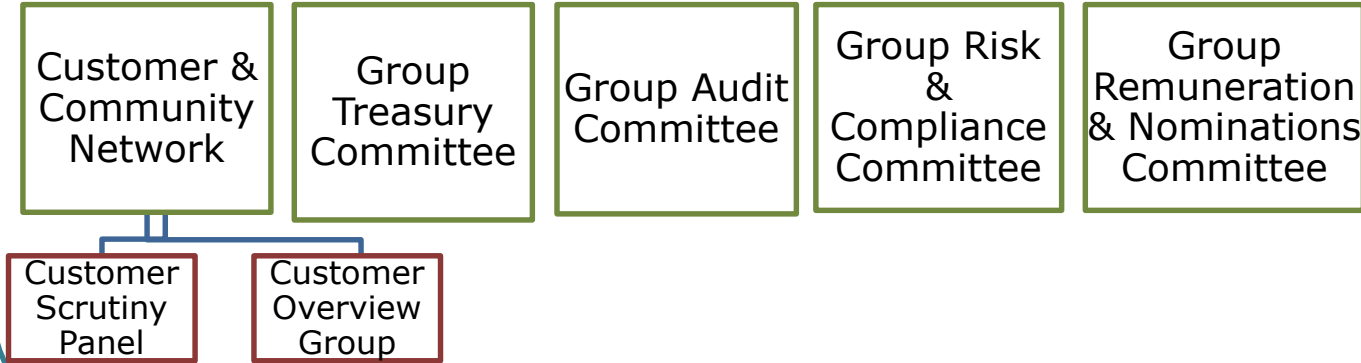 Customer &
Community
Network
Group
Treasury
Committee
Group Audit
Committee
Group Risk
&
Compliance
Committee
Group
Remuneration
& Nominations
Committee
Customer
Scrutiny
Panel
Customer
Overview
Group